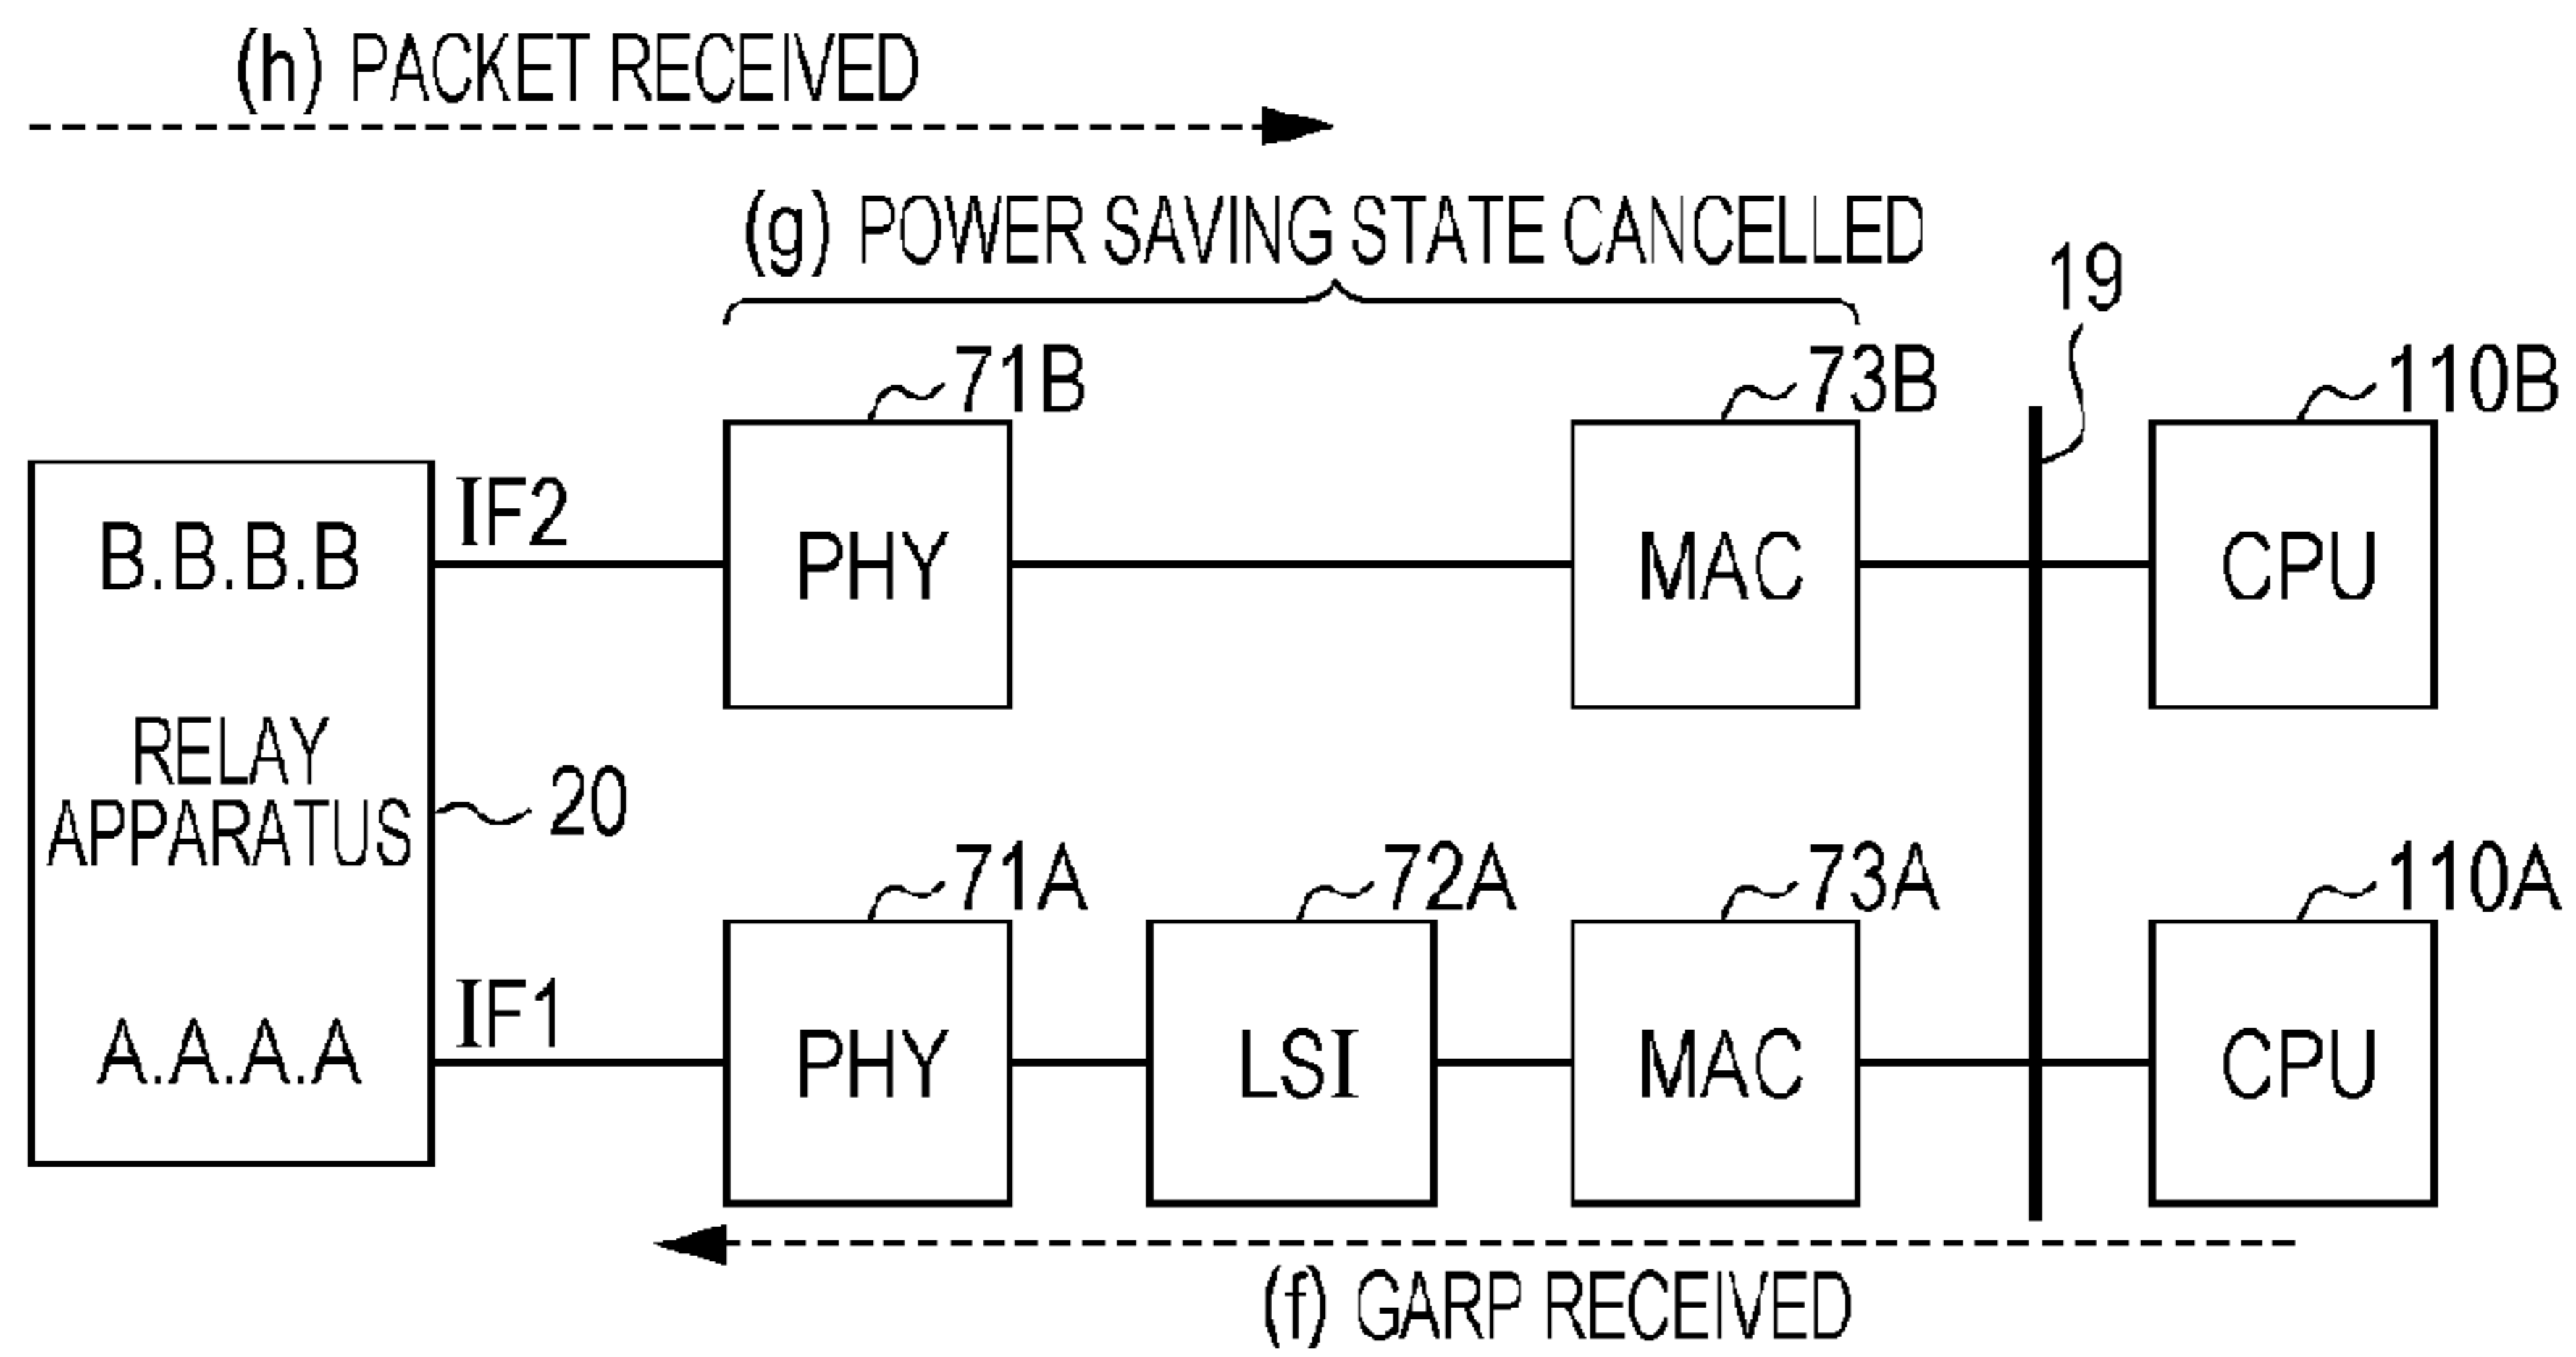 (h) PACKET RECEIVED
(g) POWER SAVING STATE CANCELLED
19
71B
73B
110B
IF2
B.B.B.B
PHY
MAC
CPU
RELAY
APPARATUS
20
71A
72A
73A
110A
IF1
A.A.A.A
PHY
LSI
MAC
CPU
(f) GARP RECEIVED